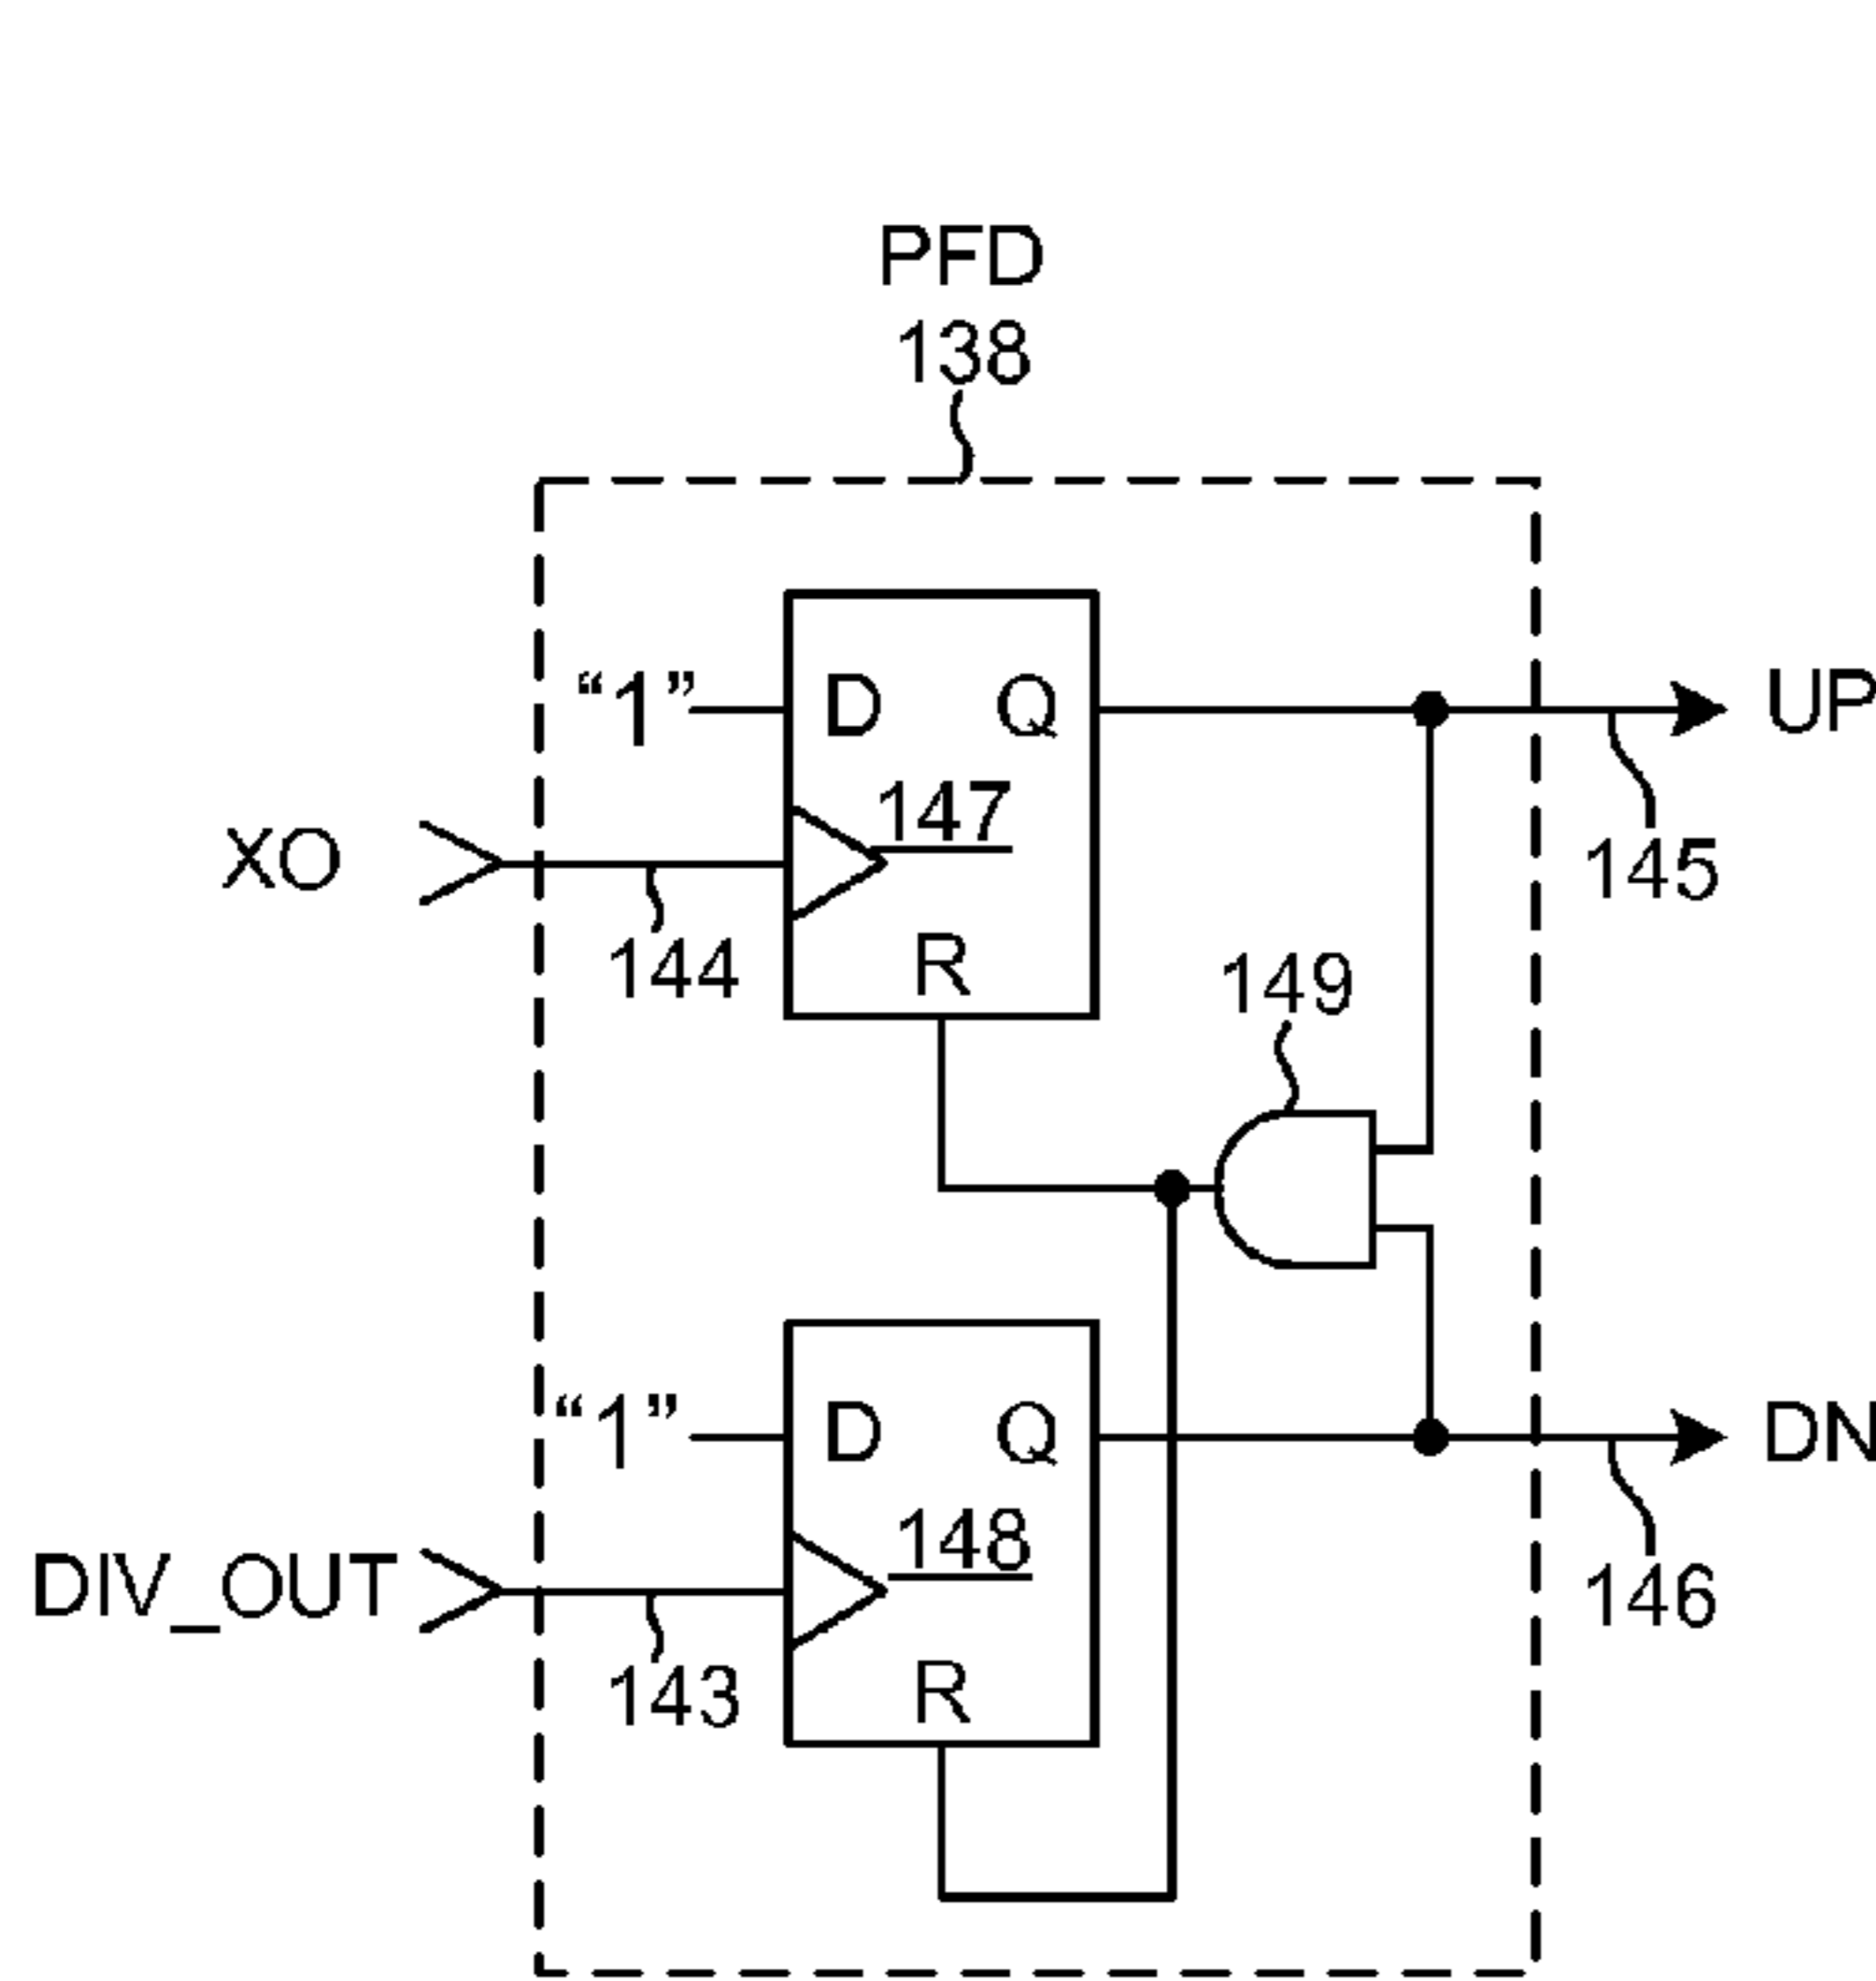 PFD
138
“1” D Q UP
147
XO
144 R 145
149
“1” D Q DN
148
DIV_OUT
143 R 146